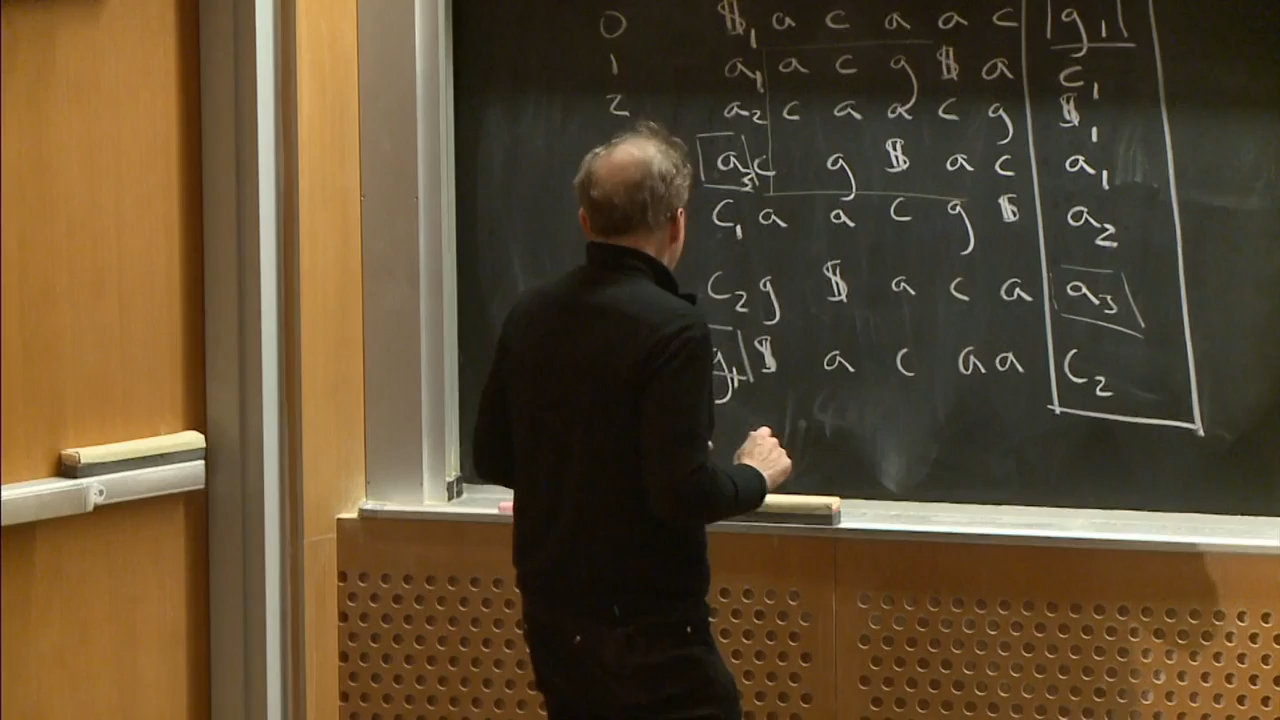 0 $₁ a c a a c g₁
1 a₁ a c g $ a c₁
2 a₂ c a a c g $₁
a₃ c g $ a c a₁
c₁ a a c g $ a₂
c₂ g $ a c a a₃
g₁ $ a c a a c₂